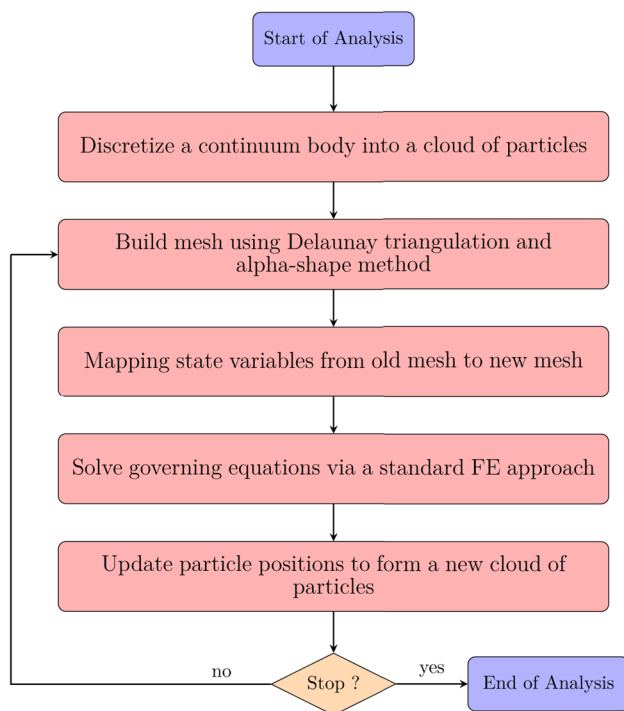 Start of Analysis
Discretize a continuum body into a cloud of particles
Build mesh using Delaunay triangulation and
alpha-shape method
Mapping state variables from old mesh to new mesh
Solve governing equations via a standard FE approach
Update particle positions to form a new cloud of
particles
no
Stop ?
yes
End of Analysis